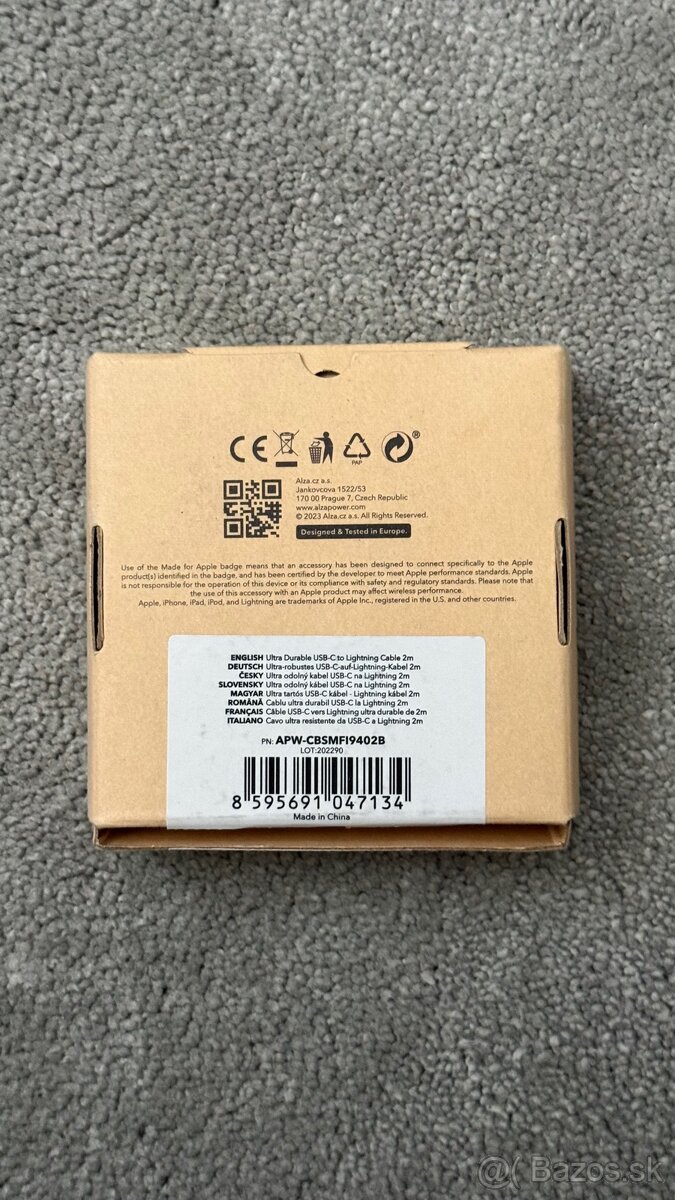 CE
PAP
®
Alza.cz a.s.
Jankovcova 1522/53
170 00 Prague 7, Czech Republic
www.alzapower.com
© 2023 Alza.cz a.s. All Rights Reserved.
Designed & Tested in Europe.
Use of the Made for Apple badge means that an accessory has been designed to connect specifically to the Apple
product(s) identified in the badge, and has been certified by the developer to meet Apple performance standards. Apple
is not responsible for the operation of this device or its compliance with safety and regulatory standards. Please note that
the use of this accessory with an Apple product may affect wireless performance.
Apple, iPhone, iPad, iPod, and Lightning are trademarks of Apple Inc., registered in the U.S. and other countries.
ENGLISH Ultra Durable USB-C to Lightning Cable 2m
DEUTSCH Ultra-robustes USB-C-auf-Lightning-Kabel 2m
ČESKY Ultra odolný kabel USB-C na Lightning 2m
SLOVENSKY Ultra odolný kábel USB-C na Lightning 2m
MAGYAR Ultra tartós USB-C kábel - Lightning kábel 2m
ROMÂNĂ Cablu ultra durabil USB-C la Lightning 2m
FRANÇAIS Câble USB-C vers Lightning ultra durable de 2m
ITALIANO Cavo ultra resistente da USB-C a Lightning 2m
PN: APW-CBSMFI9402B
LOT:202290
8 595691 047134
Made in China
@( Bazos.sk